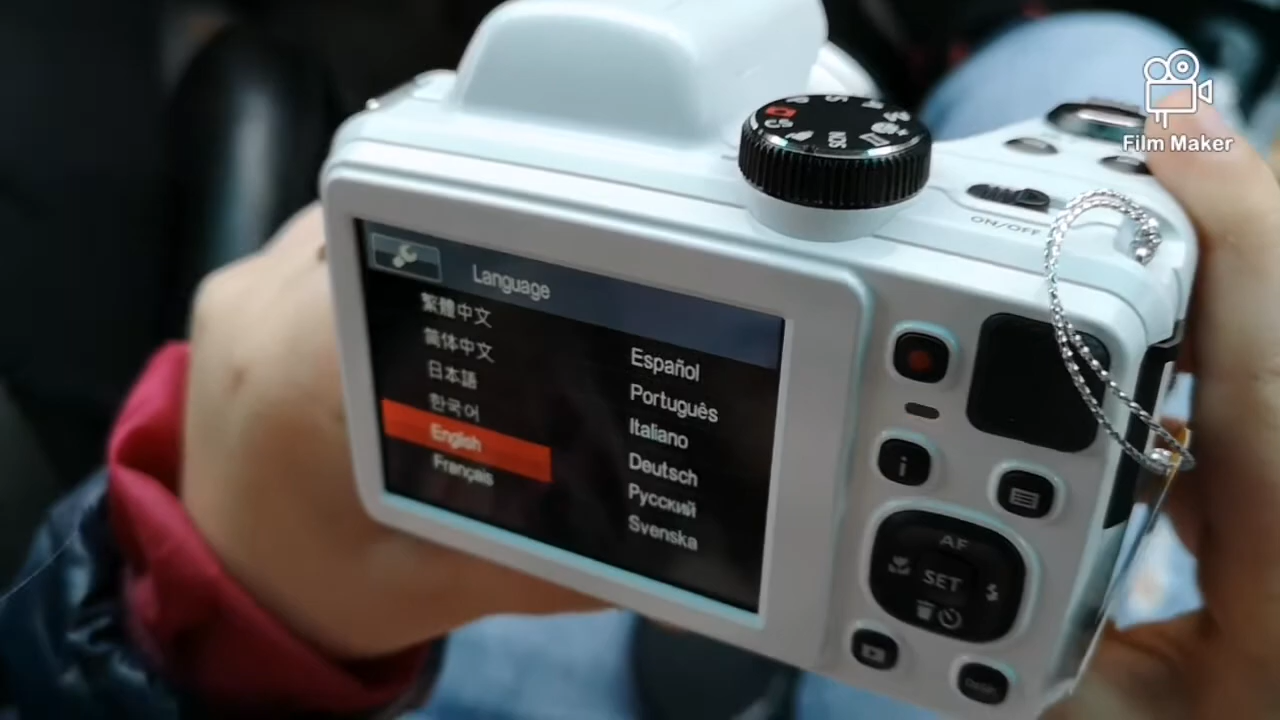 Film Maker
SCN
ON/OFF
Language
繁體中文
简体中文
日本語
한국어
English
Français
Español
Português
Italiano
Deutsch
Русский
Svenska
i
AF
SET